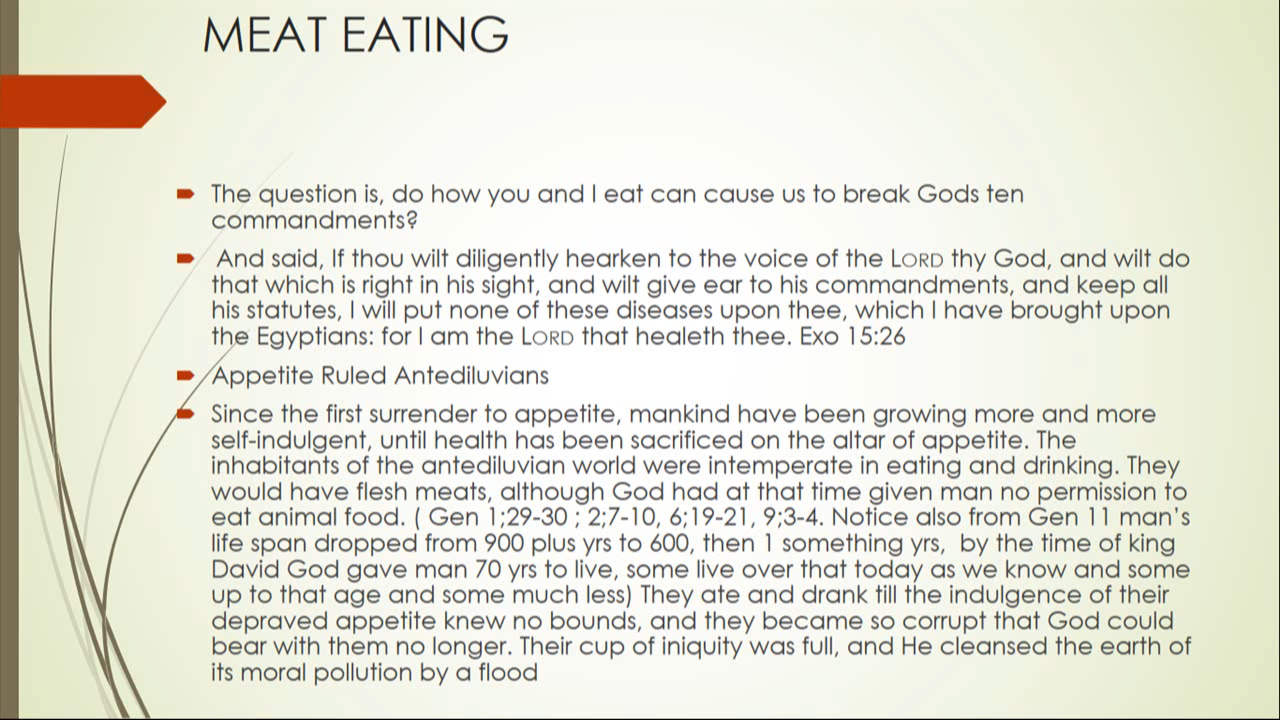 MEAT EATING
The question is, do how you and I eat can cause us to break Gods ten
commandments?
And said, If thou wilt diligently hearken to the voice of the LORD thy God, and wilt do
that which is right in his sight, and wilt give ear to his commandments, and keep all
his statutes, I will put none of these diseases upon thee, which I have brought upon
the Egyptians: for I am the LORD that healeth thee. Exo 15:26
Appetite Ruled Antediluvians
Since the first surrender to appetite, mankind have been growing more and more
self-indulgent, until health has been sacrificed on the altar of appetite. The
inhabitants of the antediluvian world were intemperate in eating and drinking. They
would have flesh meats, although God had at that time given man no permission to
eat animal food. ( Gen 1;29-30 ; 2;7-10, 6;19-21, 9;3-4. Notice also from Gen 11 man's
life span dropped from 900 plus yrs to 600, then 1 something yrs,  by the time of king
David God gave man 70 yrs to live, some live over that today as we know and some
up to that age and some much less) They ate and drank till the indulgence of their
depraved appetite knew no bounds, and they became so corrupt that God could
bear with them no longer. Their cup of iniquity was full, and He cleansed the earth of
its moral pollution by a flood